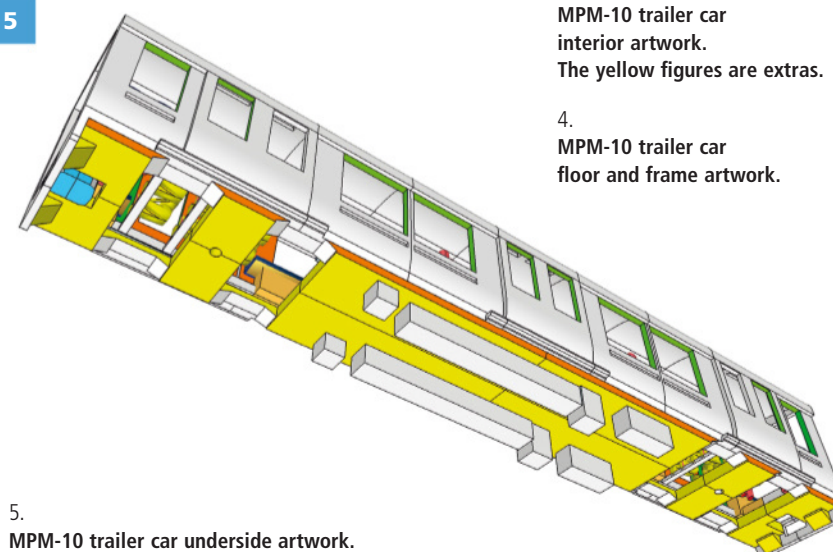 5
MPM-10 trailer car
interior artwork.
The yellow figures are extras.
4.
MPM-10 trailer car
floor and frame artwork.
5.
MPM-10 trailer car underside artwork.